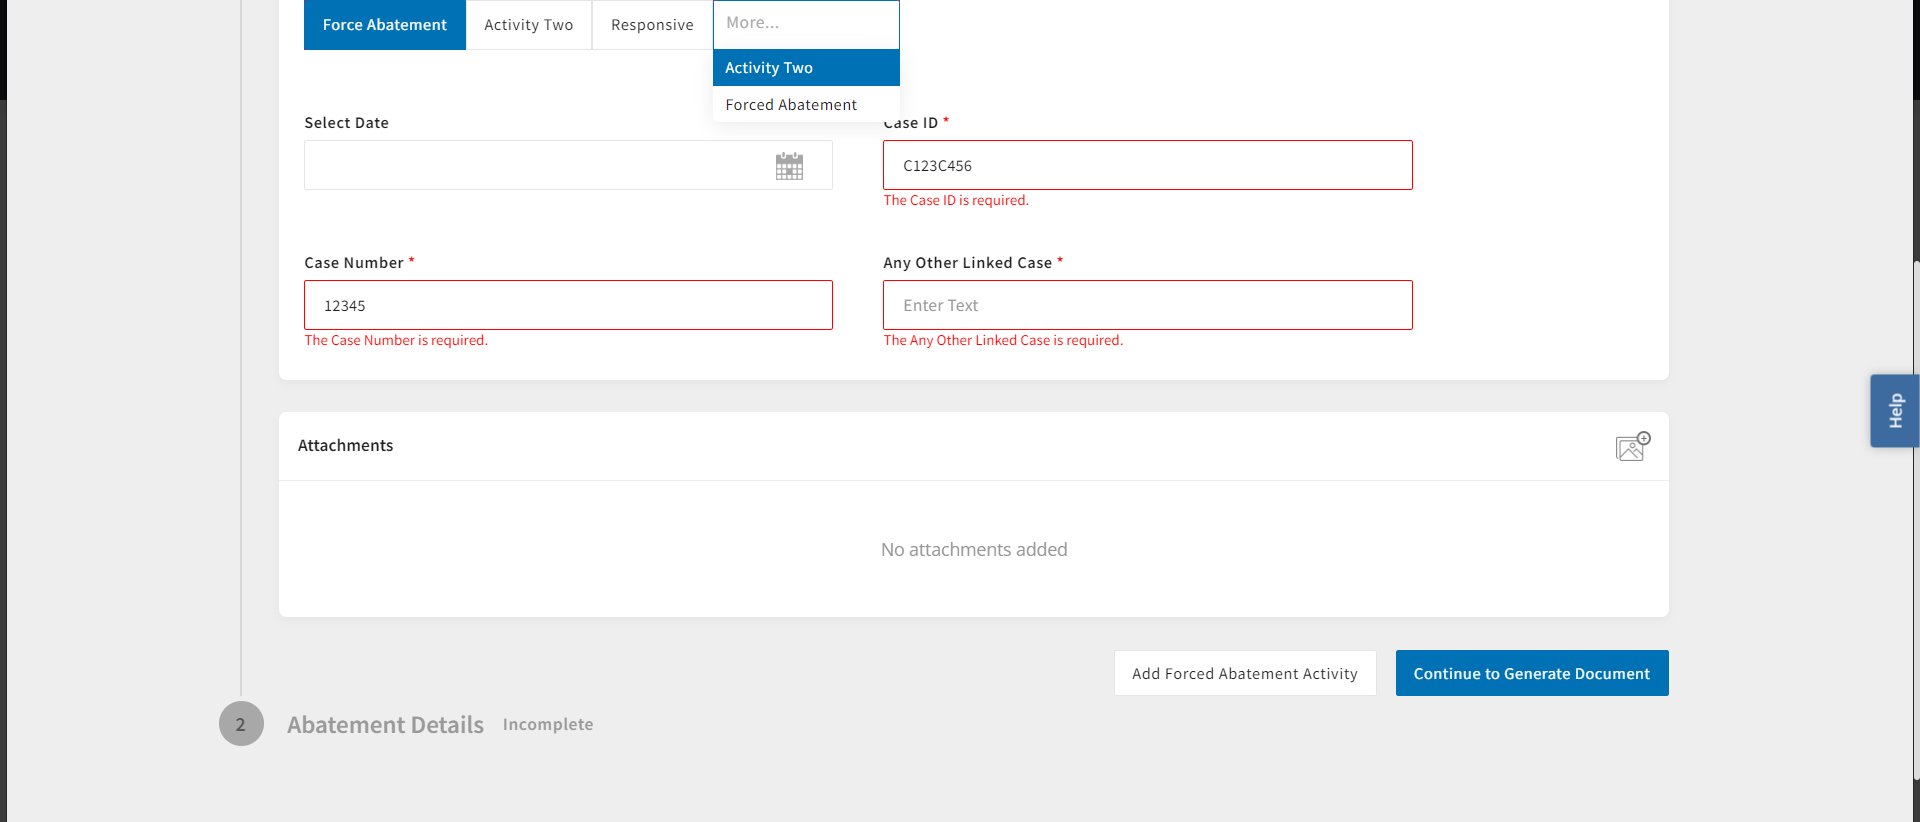 Force Abatement
Activity Two
Responsive
More...
Activity Two
Forced Abatement
Select Date
Case ID *
C123C456
The Case ID is required.
Case Number *
12345
The Case Number is required.
Any Other Linked Case *
Enter Text
The Any Other Linked Case is required.
Attachments
No attachments added
Add Forced Abatement Activity
Continue to Generate Document
2
Abatement Details
Incomplete
Help